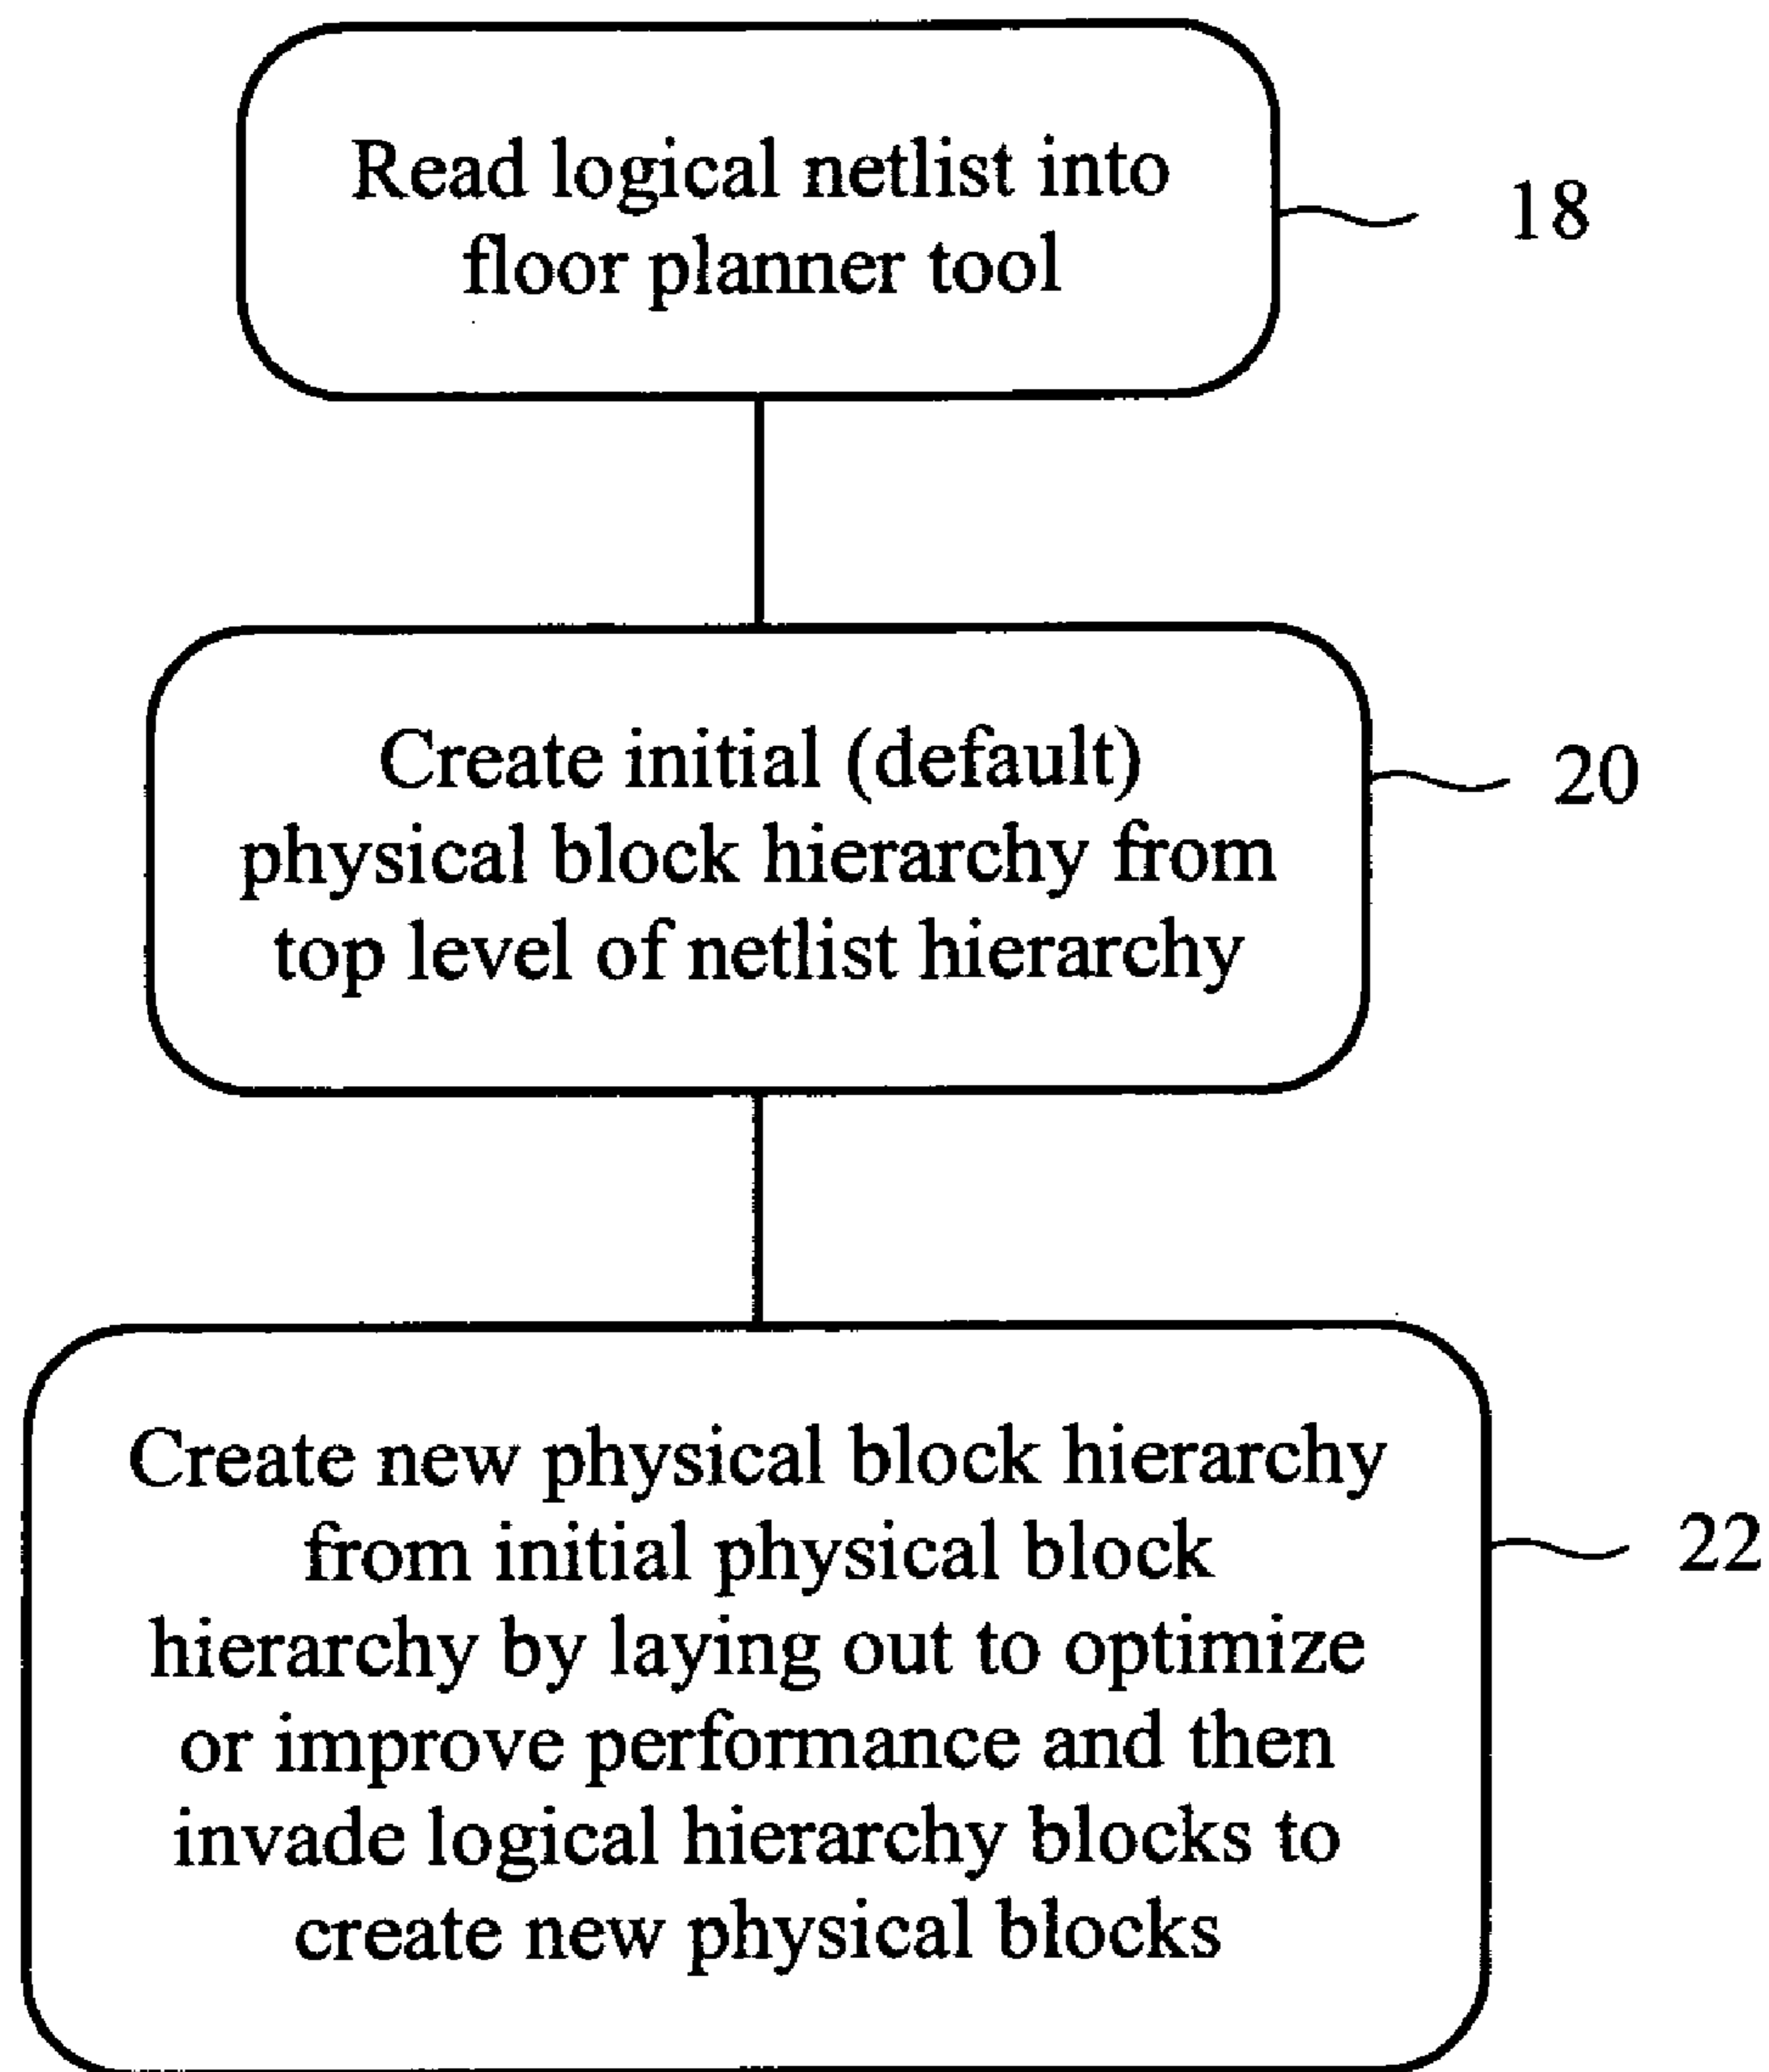 Read logical netlist into
floor planner tool
18
Create initial (default)
physical block hierarchy from
top level of netlist hierarchy
20
Create new physical block hierarchy
from initial physical block
hierarchy by laying out to optimize
or improve performance and then
invade logical hierarchy blocks to
create new physical blocks
22